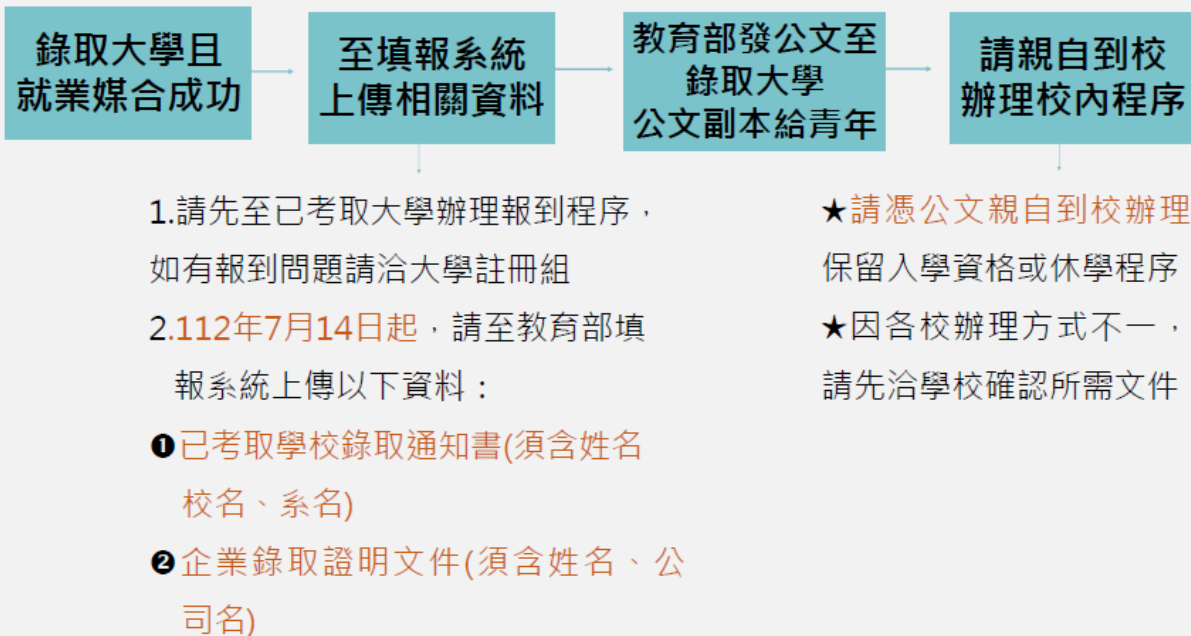 錄取大學且
就業媒合成功
至填報系統
上傳相關資料
教育部發公文至
錄取大學
公文副本給青年
請親自到校
辦理校內程序
1.請先至已考取大學辦理報到程序，
如有報到問題請洽大學註冊組
2.112年7月14日起，請至教育部填
報系統上傳以下資料：
❶已考取學校錄取通知書(須含姓名
校名、系名)
❷企業錄取證明文件(須含姓名、公
司名)
★請憑公文親自到校辦理
保留入學資格或休學程序
★因各校辦理方式不一，
請先洽學校確認所需文件